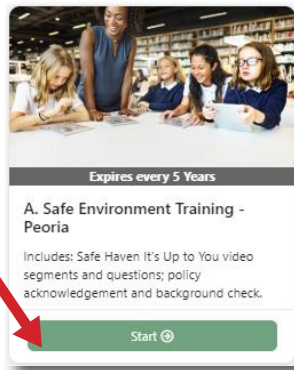 Expires every 5 Years
A. Safe Environment Training -
Peoria
Includes: Safe Haven It's Up to You video
segments and questions; policy
acknowledgement and background check.
Start